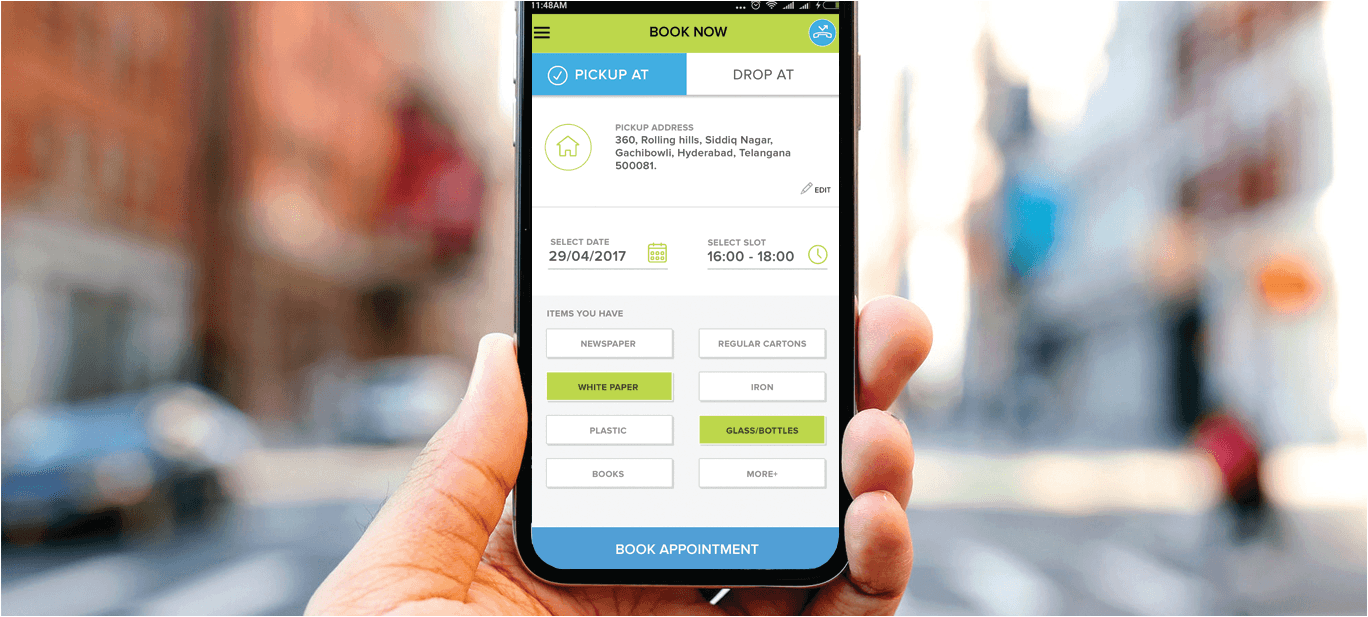 11:48AM
BOOK NOW
PICKUP AT
DROP AT
PICKUP ADDRESS
360, Rolling hills, Siddiq Nagar,
Gachibowli, Hyderabad, Telangana
500081.
EDIT
SELECT DATE
29/04/2017
SELECT SLOT
16:00 - 18:00
ITEMS YOU HAVE
NEWSPAPER
REGULAR CARTONS
WHITE PAPER
IRON
PLASTIC
GLASS/BOTTLES
BOOKS
MORE+
BOOK APPOINTMENT